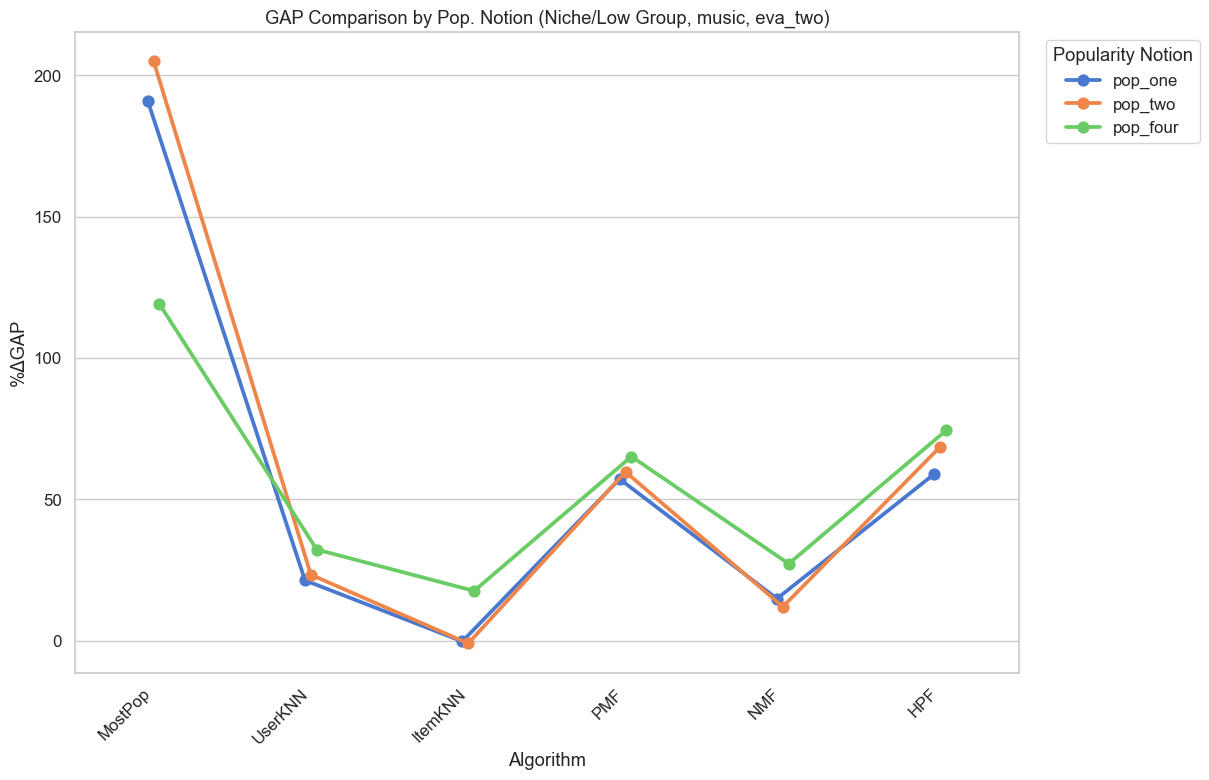 GAP Comparison by Pop. Notion (Niche/Low Group, music, eva_two)
Popularity Notion
pop_one
pop_two
pop_four
%ΔGAP
200
150
100
50
0
MostPop
UserKNN
ItemKNN
PMF
NMF
HPF
Algorithm